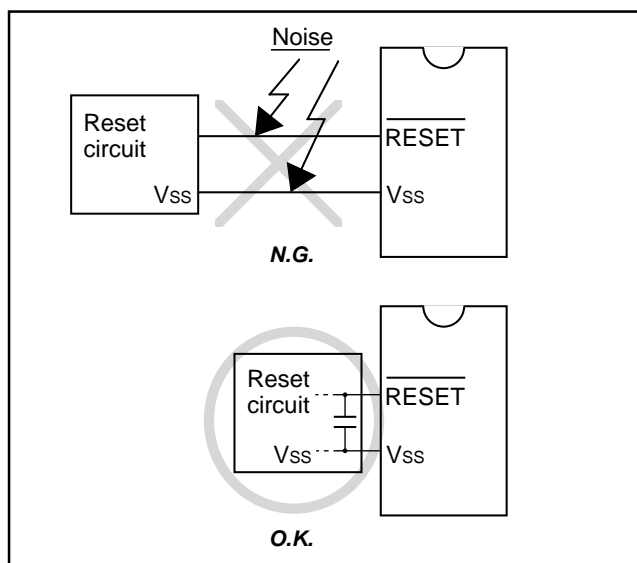 Noise
Reset
circuit
RESET
Vss
Vss
N.G.
Reset
circuit
RESET
Vss
Vss
O.K.